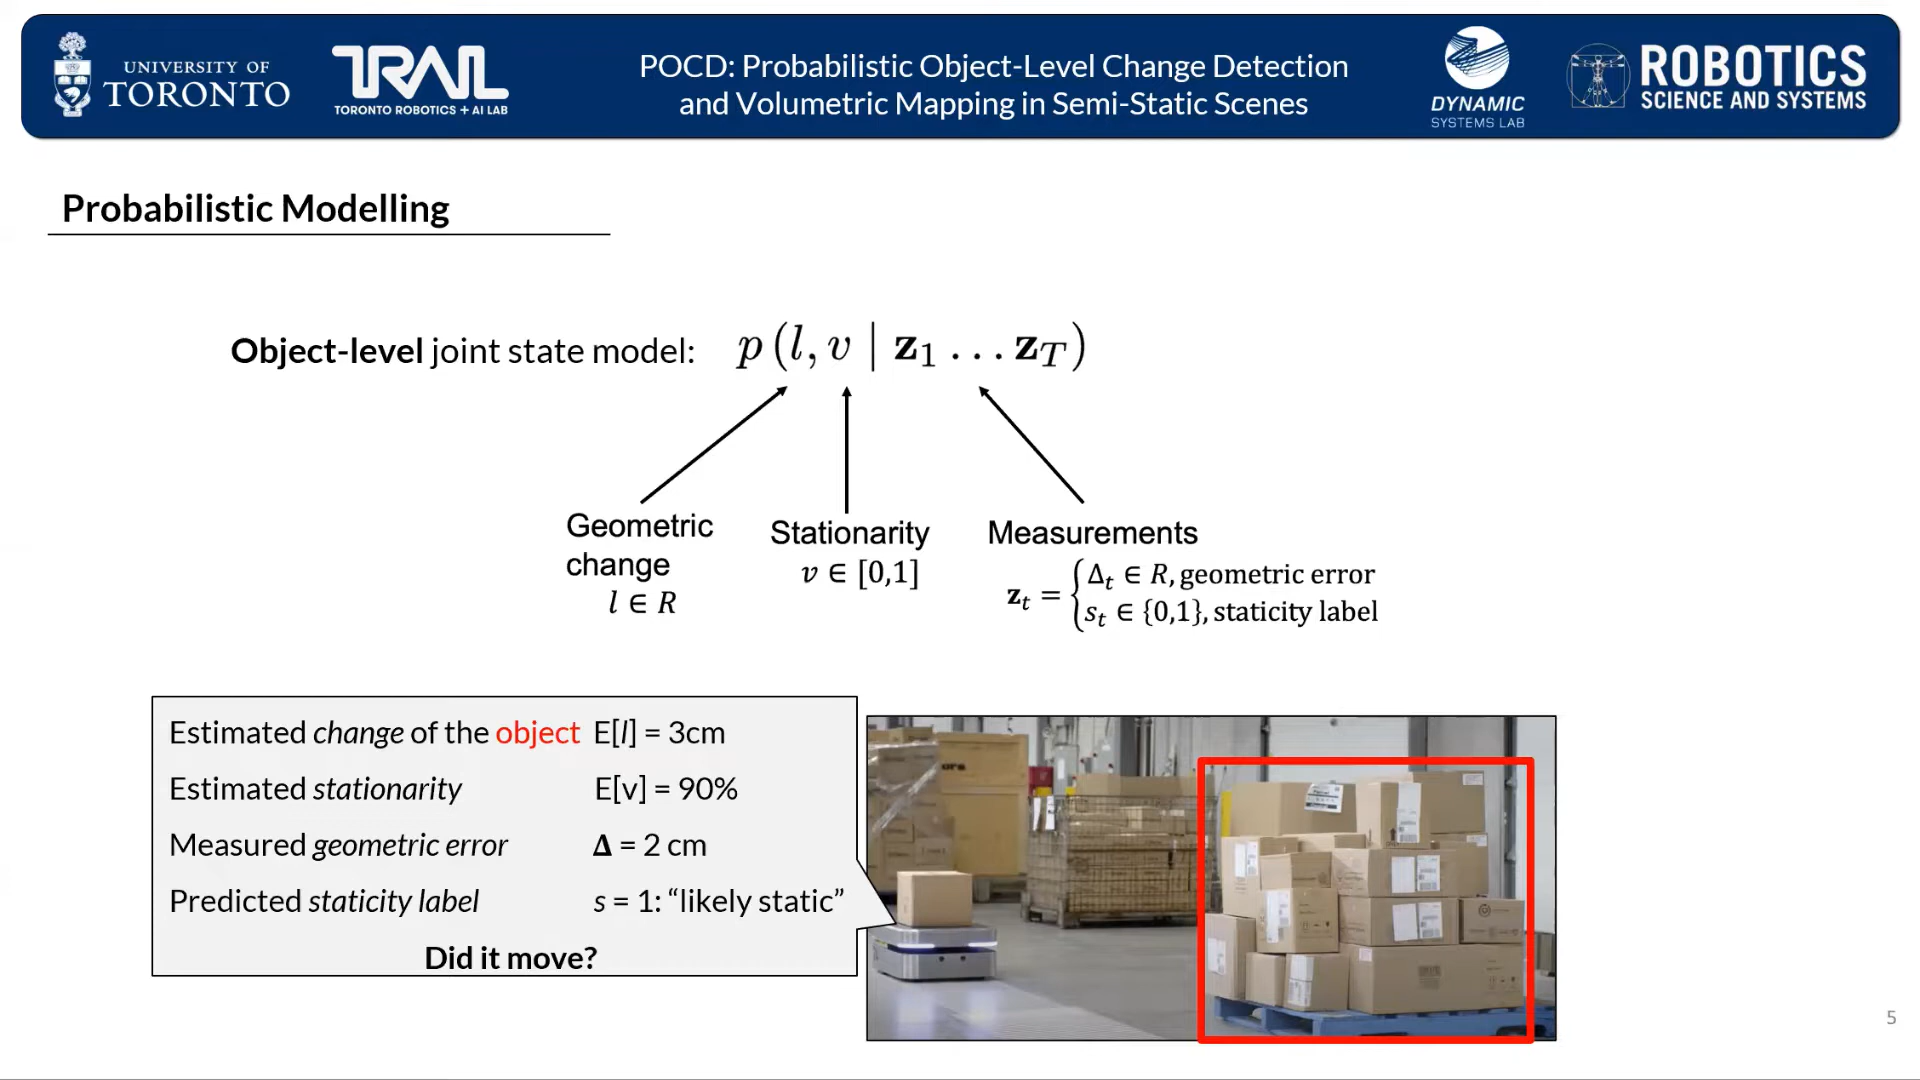 UNIVERSITY OF
TORONTO
TRAIL
TORONTO ROBOTICS + AI LAB
POCD: Probabilistic Object-Level Change Detection
and Volumetric Mapping in Semi-Static Scenes
DYNAMIC
SYSTEMS LAB
ROBOTICS
SCIENCE AND SYSTEMS
Probabilistic Modelling
Object-level joint state model: p(l, v | z₁ … z_T)
Geometric
change
l ∈ R
Stationarity
v ∈ [0,1]
Measurements
zₜ = {Δₜ ∈ R, geometric error
sₜ ∈ {0,1}, staticity label
Estimated change of the object E[l] = 3cm
Estimated stationarity E[v] = 90%
Measured geometric error Δ = 2 cm
Predicted staticity label s = 1: “likely static”
Did it move?
5